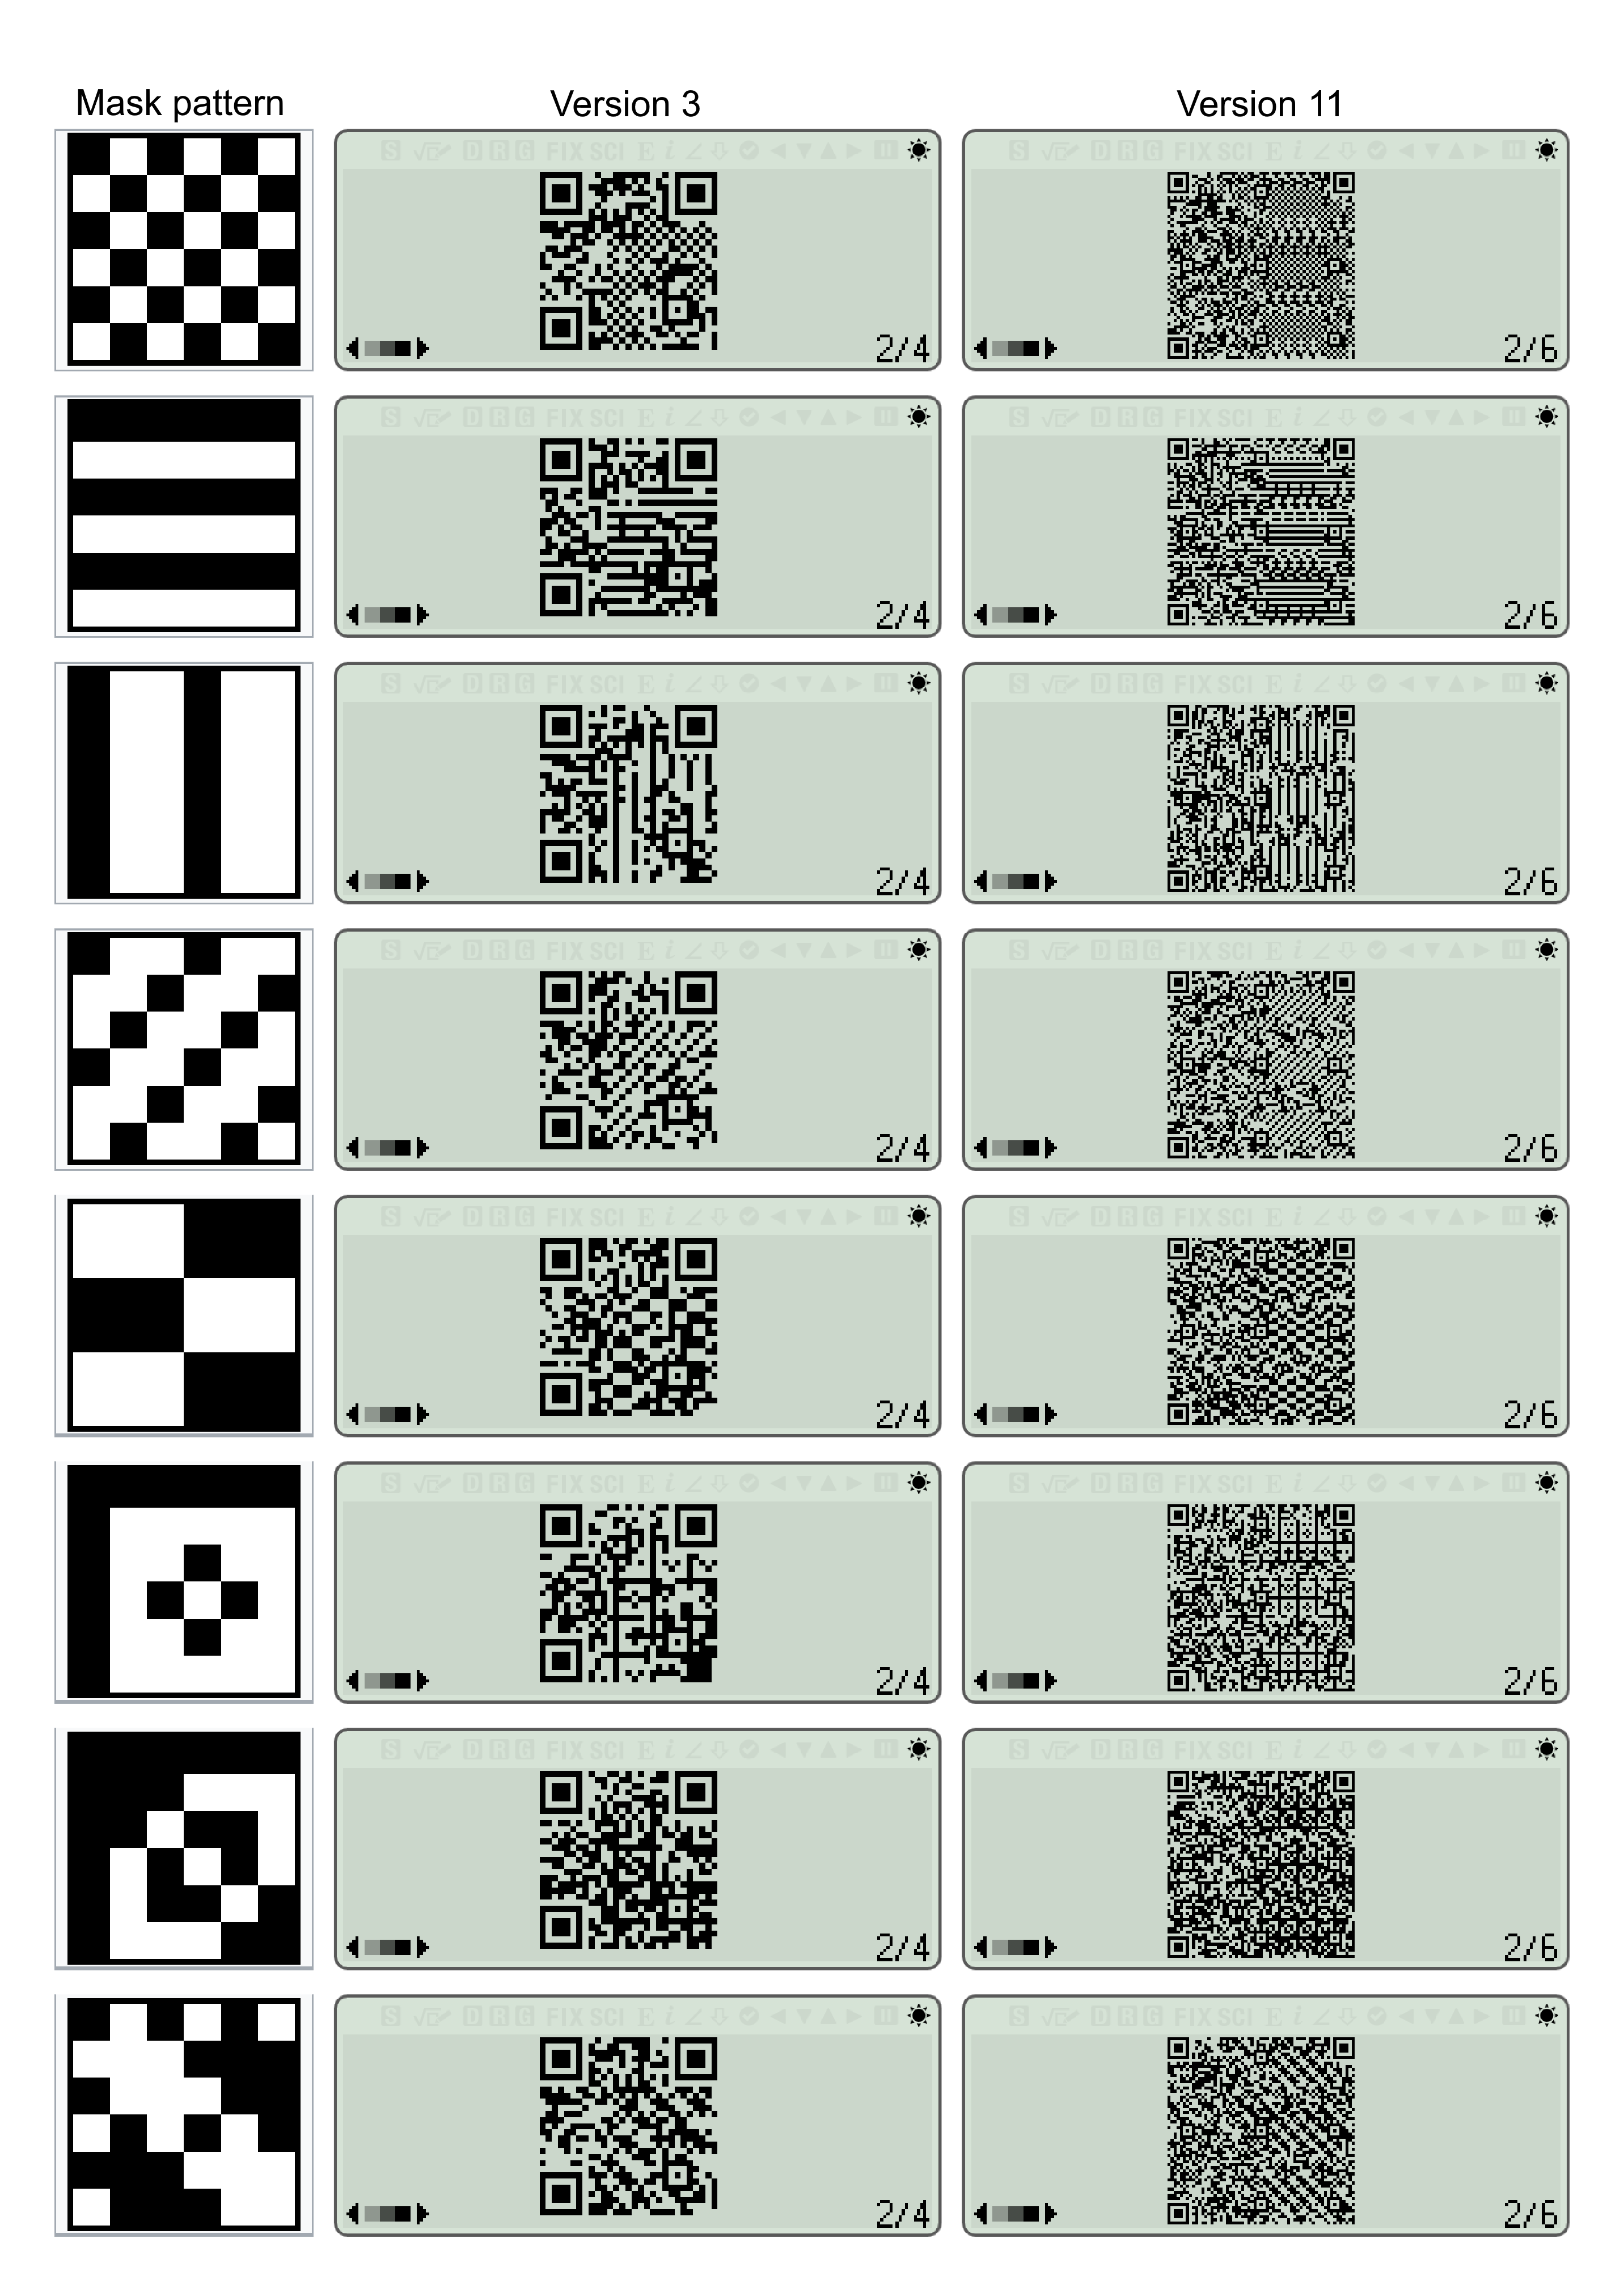 Mask pattern Version 3 Version 11
S √ D R G FIX SCI E i ∠ S √ D R G FIX SCI E i ∠
2/4 2/6
S √ D R G FIX SCI E i ∠ S √ D R G FIX SCI E i ∠
2/4 2/6
S √ D R G FIX SCI E i ∠ S √ D R G FIX SCI E i ∠
2/4 2/6
S √ D R G FIX SCI E i ∠ S √ D R G FIX SCI E i ∠
2/4 2/6
S √ D R G FIX SCI E i ∠ S √ D R G FIX SCI E i ∠
2/4 2/6
S √ D R G FIX SCI E i ∠ S √ D R G FIX SCI E i ∠
2/4 2/6
S √ D R G FIX SCI E i ∠ S √ D R G FIX SCI E i ∠
2/4 2/6
S √ D R G FIX SCI E i ∠ S √ D R G FIX SCI E i ∠
2/4 2/6